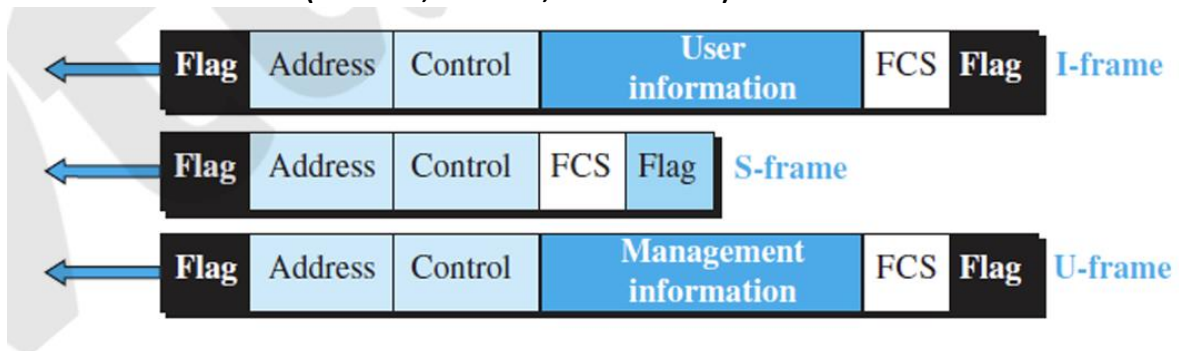 Flag Address Control User information FCS Flag I-frame
Flag Address Control FCS Flag S-frame
Flag Address Control Management information FCS Flag U-frame